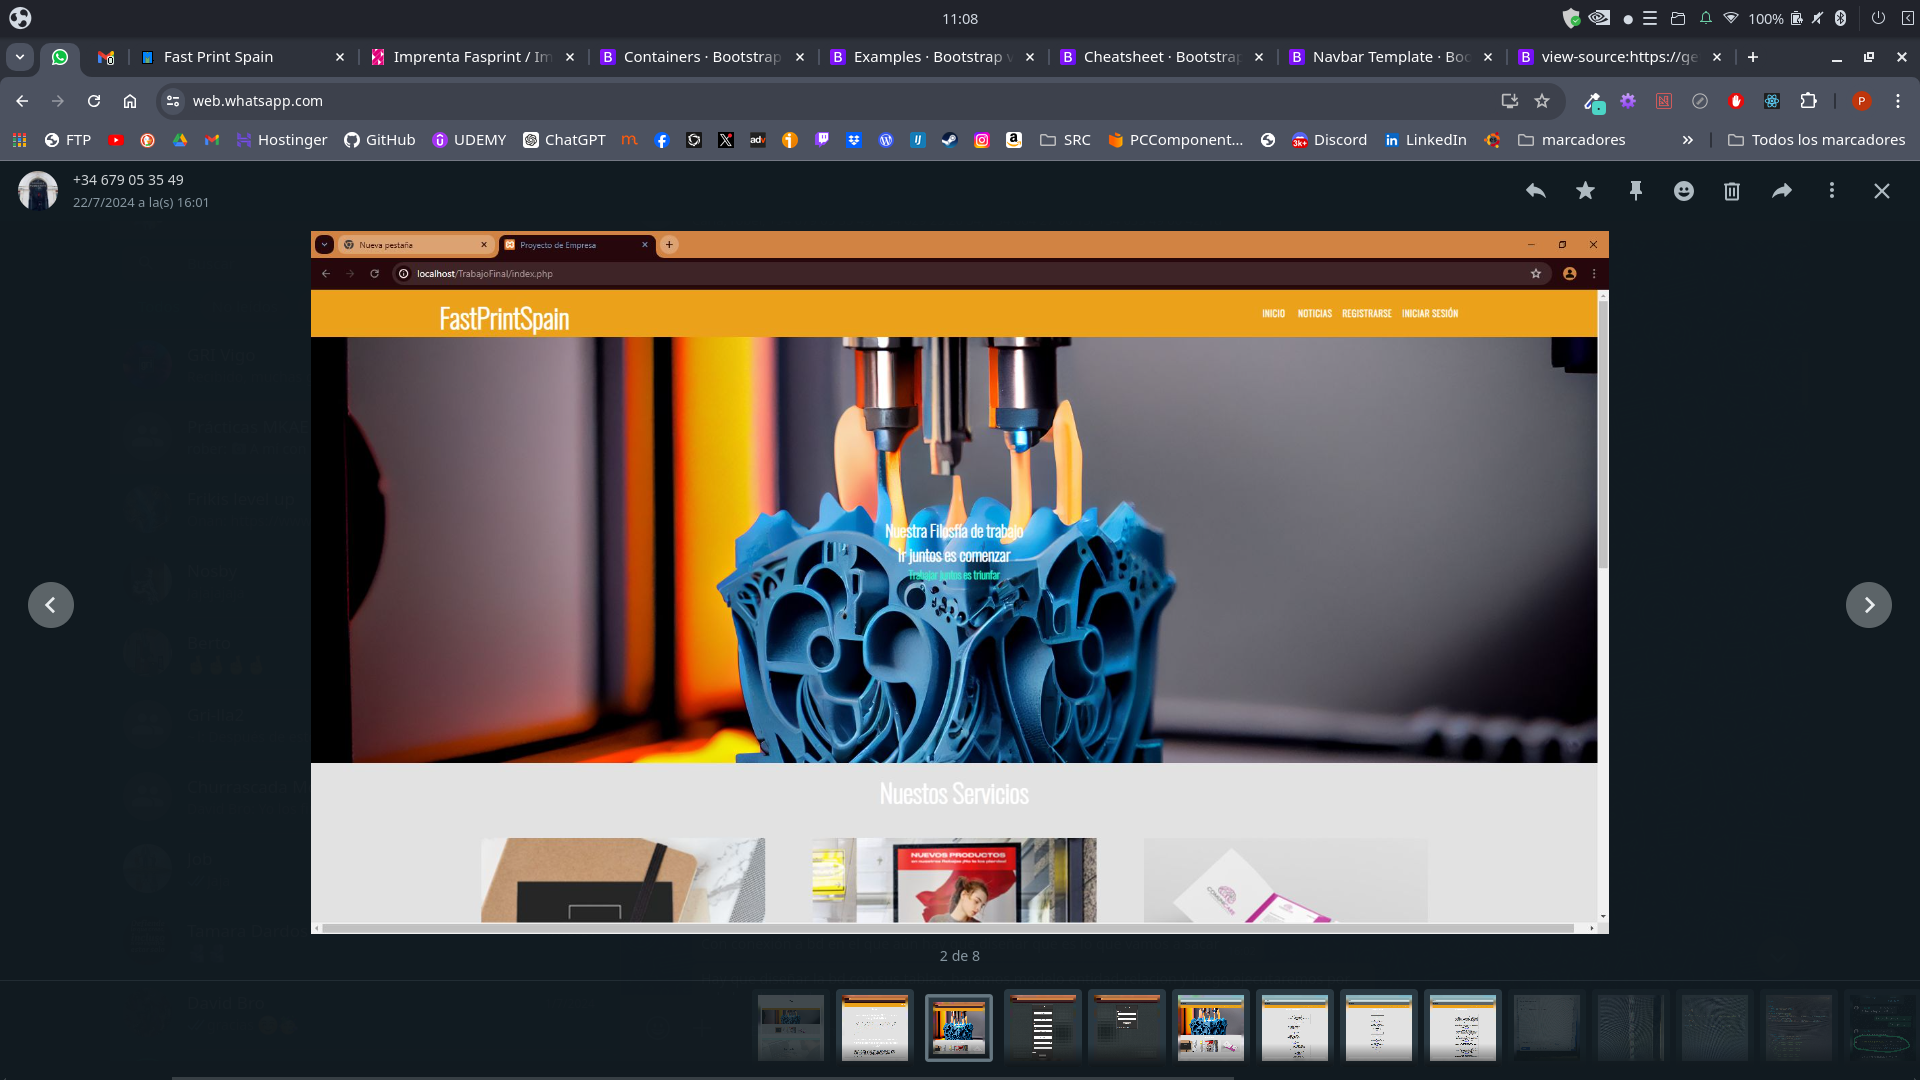 11:08
100%
Fast Print Spain
Imprenta Fasprint / Im
Containers · Bootstrap
Examples · Bootstrap v
Cheatsheet · Bootstrap
Navbar Template · Boo
view-source:https://ge
web.whatsapp.com
P
FTP
Hostinger
GitHub
UDEMY
ChatGPT
SRC
PCComponent...
3k+
Discord
LinkedIn
marcadores
Todos los marcadores
+34 679 05 35 49
22/7/2024 a la(s) 16:01
Nueva pestaña
Proyecto de Empresa
localhost/TrabajoFinal/index.php
FastPrintSpain
INICIO NOTICIAS REGISTRARSE INICIAR SESIÓN
Nuestra Filosfía de trabajo
Ir juntos es comenzar
Trabajar juntos es triunfar
Nuestos Servicios
NUEVOS PRODUCTOS
2 de 8